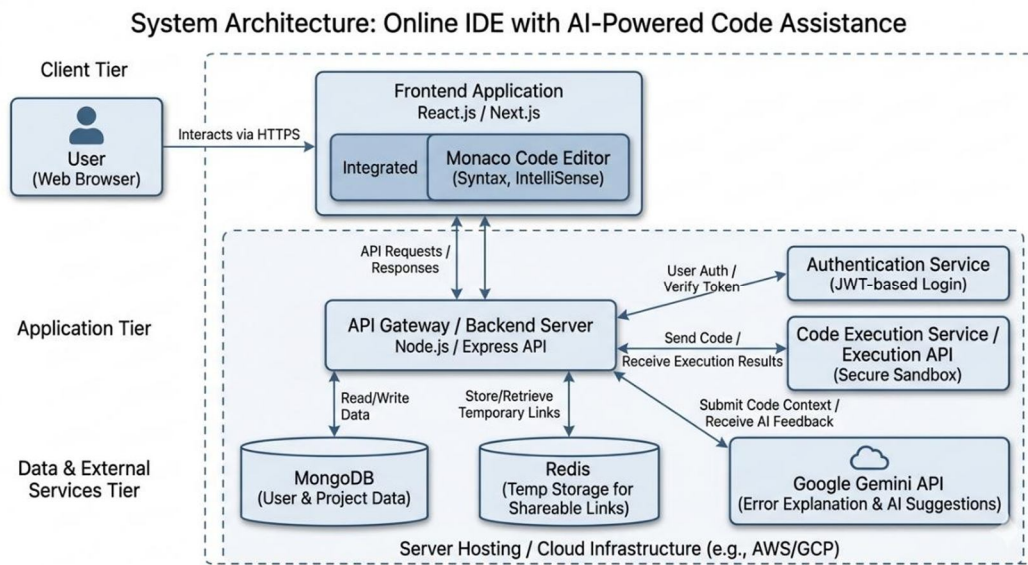 System Architecture: Online IDE with AI-Powered Code Assistance
Client Tier
User
(Web Browser)
Interacts via HTTPS
Frontend Application
React.js / Next.js
Integrated
Monaco Code Editor
(Syntax, IntelliSense)
API Requests /
Responses
Application Tier
API Gateway / Backend Server
Node.js / Express API
User Auth /
Verify Token
Authentication Service
(JWT-based Login)
Send Code /
Receive Execution Results
Code Execution Service /
Execution API
(Secure Sandbox)
Read/Write
Data
Store/Retrieve
Temporary Links
Submit Code Context /
Receive AI Feedback
Data & External
Services Tier
MongoDB
(User & Project Data)
Redis
(Temp Storage for
Shareable Links)
Google Gemini API
(Error Explanation & AI Suggestions)
Server Hosting / Cloud Infrastructure (e.g., AWS/GCP)